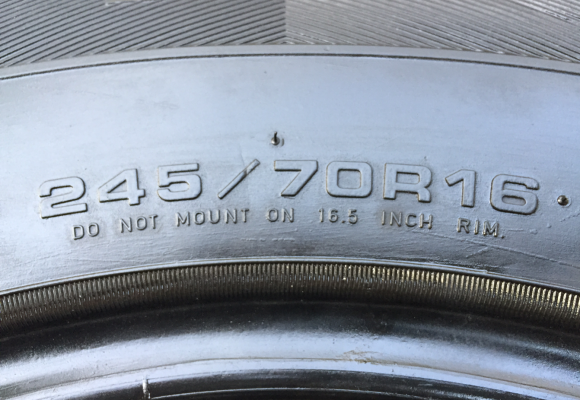 245/70R16
DO NOT MOUNT ON 16.5 INCH RIM.